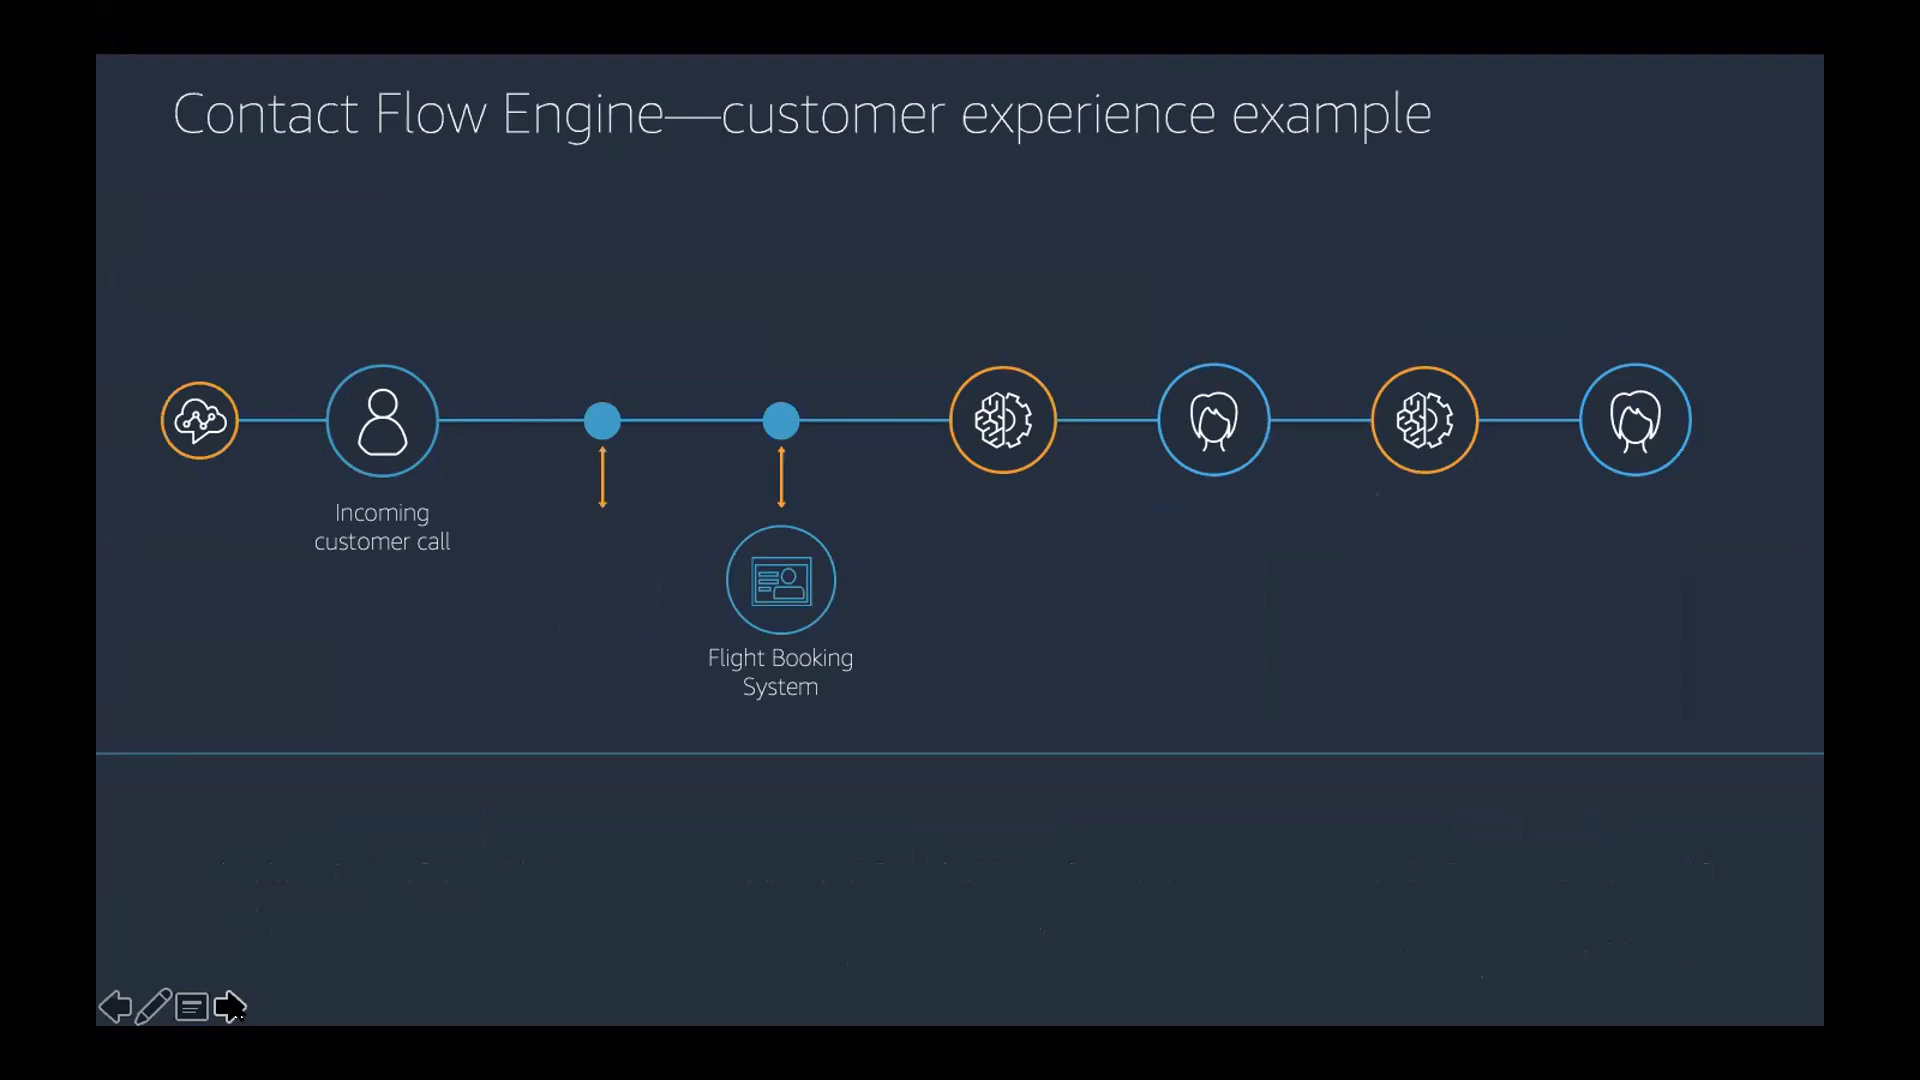 Contact Flow Engine—customer experience example
Incoming
customer call
Flight Booking
System